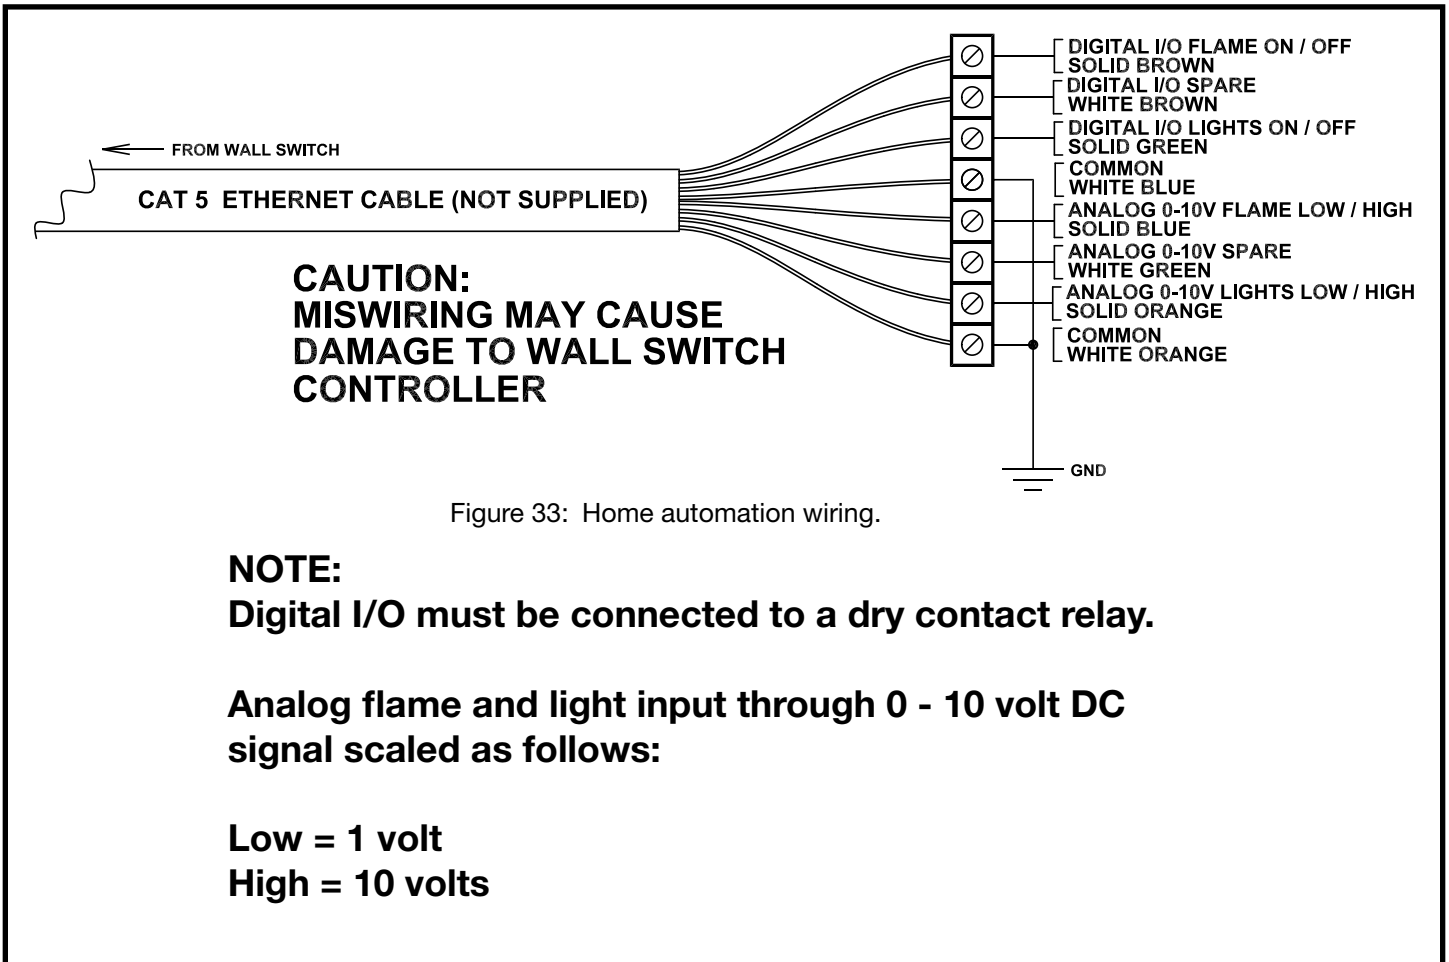 DIGITAL I/O FLAME ON / OFF
SOLID BROWN
DIGITAL I/O SPARE
WHITE BROWN
DIGITAL I/O LIGHTS ON / OFF
SOLID GREEN
COMMON
WHITE BLUE
ANALOG 0-10V FLAME LOW / HIGH
SOLID BLUE
ANALOG 0-10V SPARE
WHITE GREEN
ANALOG 0-10V LIGHTS LOW / HIGH
SOLID ORANGE
COMMON
WHITE ORANGE
FROM WALL SWITCH
CAT 5 ETHERNET CABLE (NOT SUPPLIED)
CAUTION:
MISWIRING MAY CAUSE
DAMAGE TO WALL SWITCH
CONTROLLER
GND
Figure 33: Home automation wiring.
NOTE:
Digital I/O must be connected to a dry contact relay.
Analog flame and light input through 0 - 10 volt DC
signal scaled as follows:
Low = 1 volt
High = 10 volts